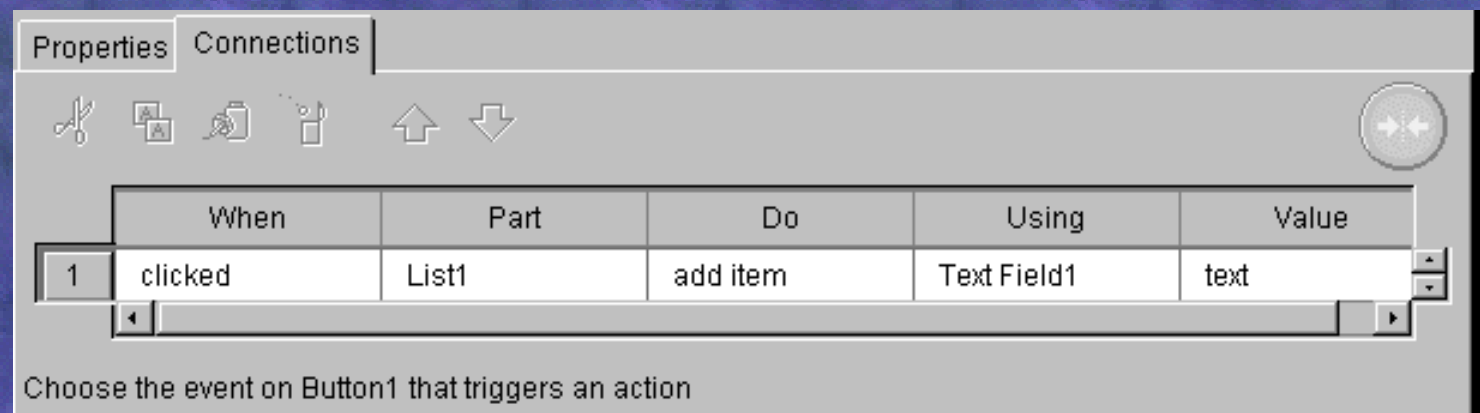 Properties Connections
When Part Do Using Value
1 clicked List1 add item Text Field1 text
Choose the event on Button1 that triggers an action